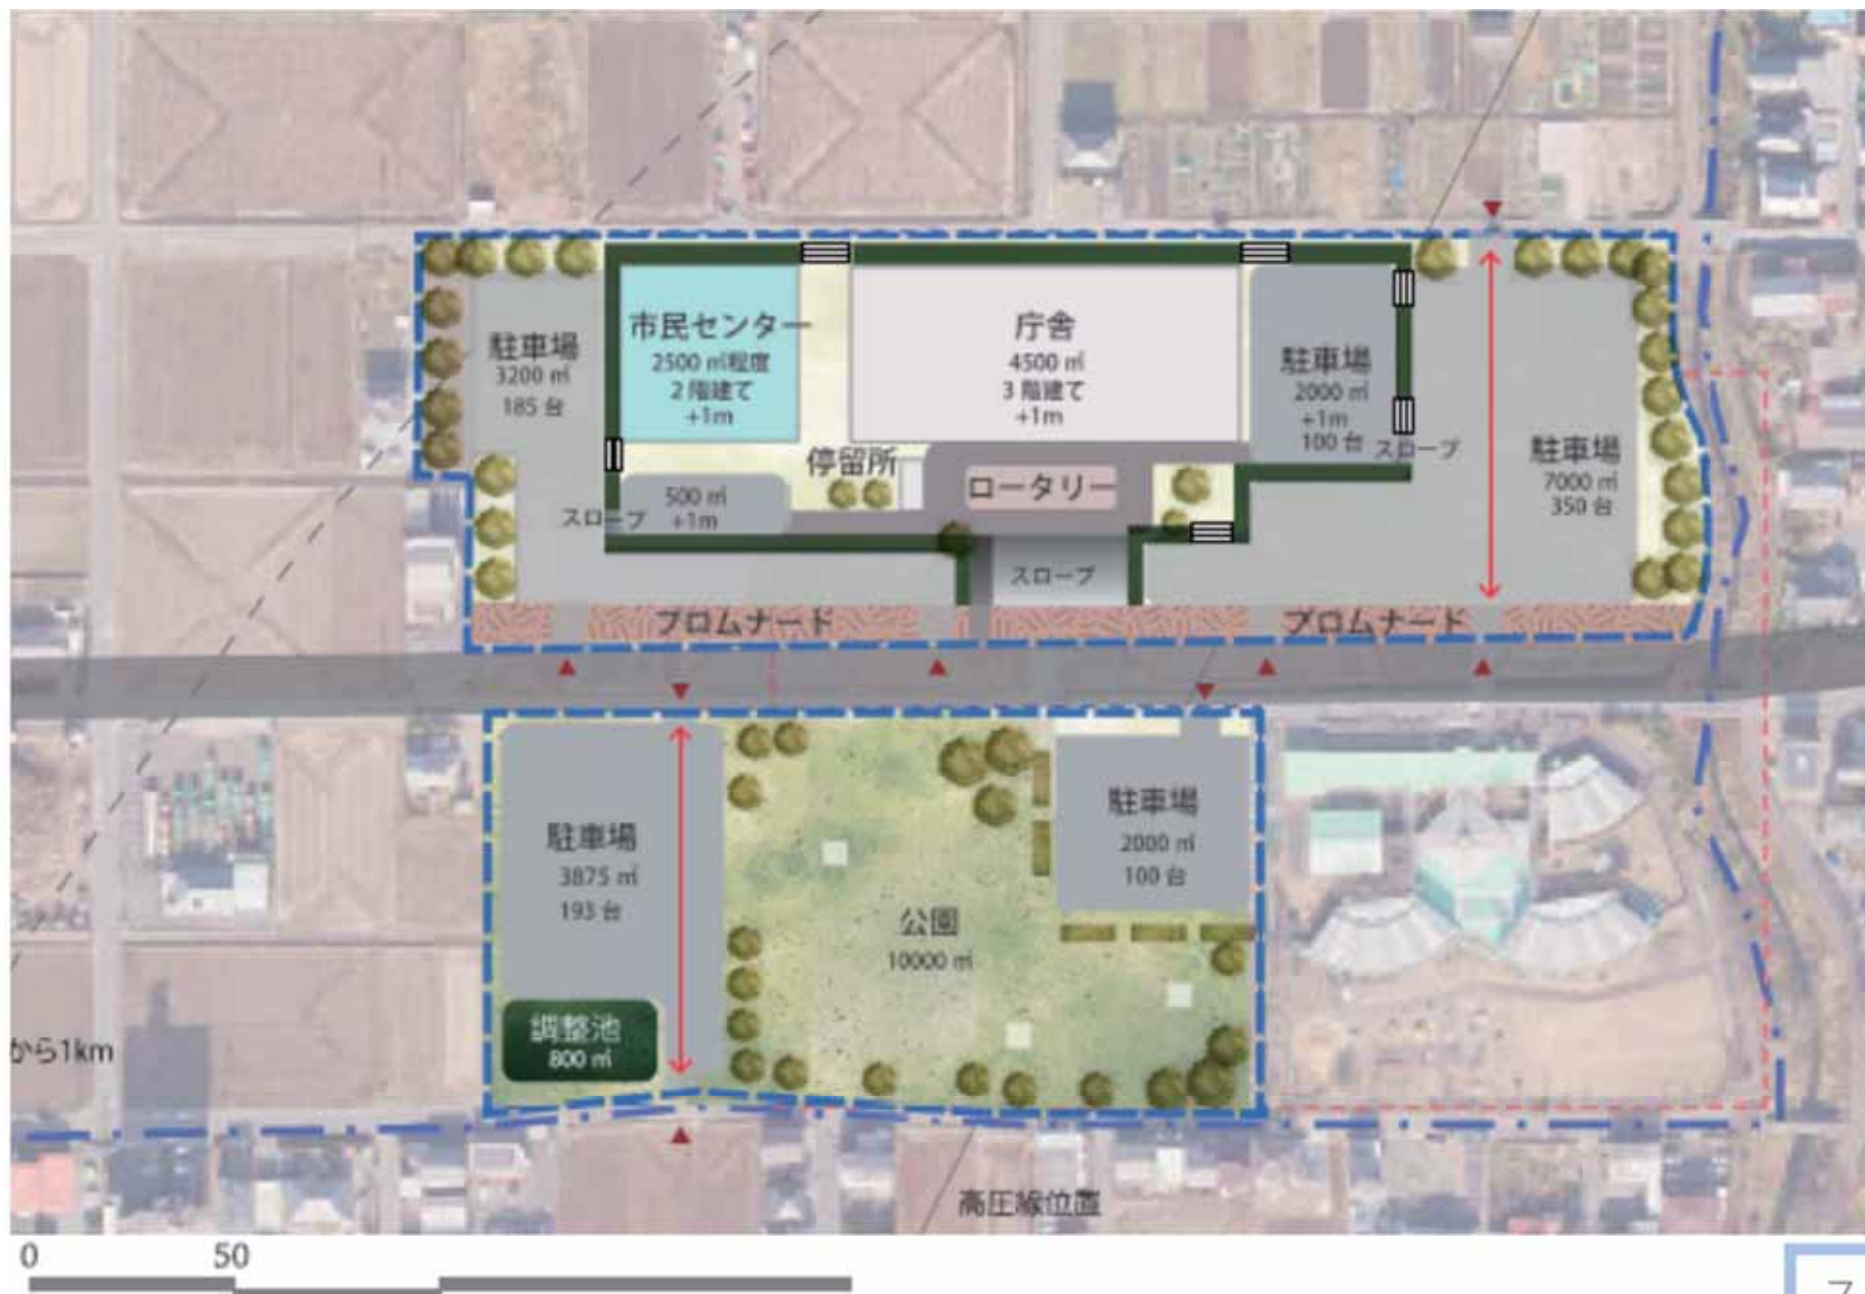 市民センター
2500 ㎡程度
2 階建て
+1m
庁舎
4500 ㎡
3 階建て
+1m
駐車場
3200 ㎡
185 台
駐車場
2000 ㎡
+1m
100 台
スロープ
駐車場
7000 ㎡
350 台
停留所
ロータリー
500 ㎡
+1m
スロープ
スロープ
プロムナード
プロムナード
駐車場
3875 ㎡
193 台
駐車場
2000 ㎡
100 台
公園
10000 ㎡
調整池
800 ㎡
から1km
高圧線位置
0 50